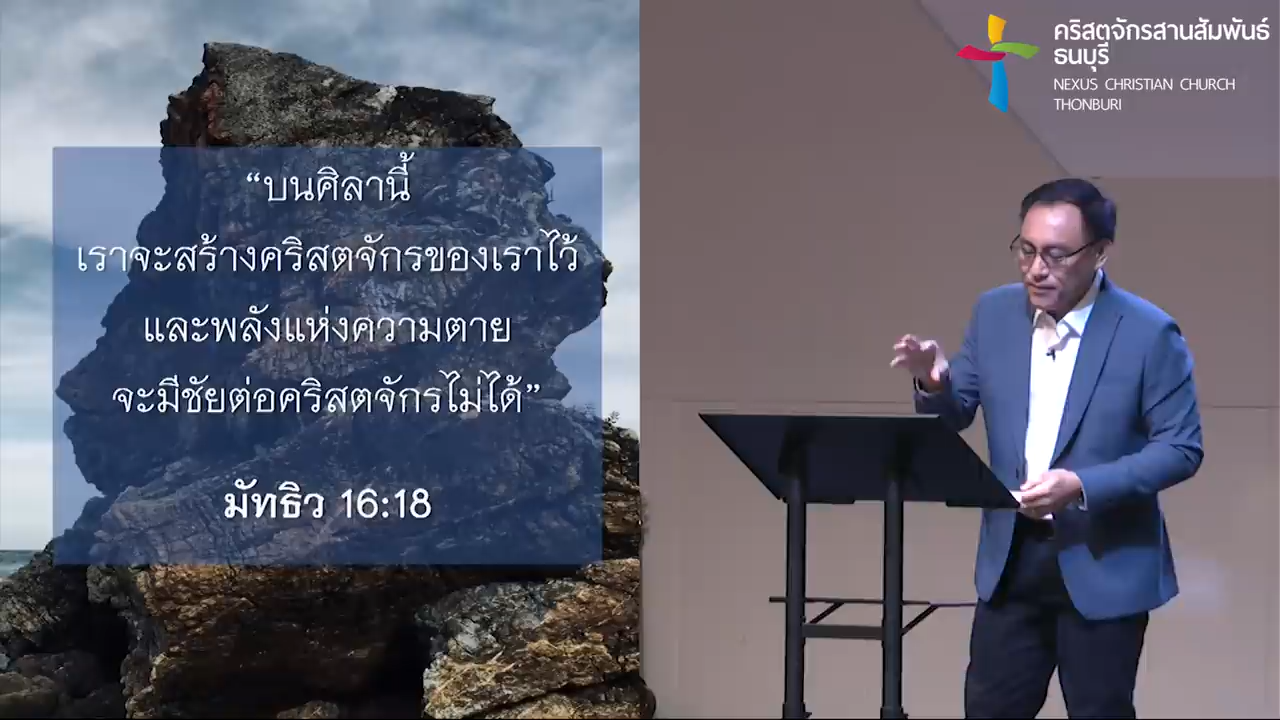 “บนศิลานี้
เราจะสร้างคริสตจักรของเราไว้
และพลังแห่งความตาย
จะมีชัยต่อคริสตจักรไม่ได้”
มัทธิว 16:18
คริสตจักรสานสัมพันธ์
ธนบุรี
NEXUS CHRISTIAN CHURCH
THONBURI